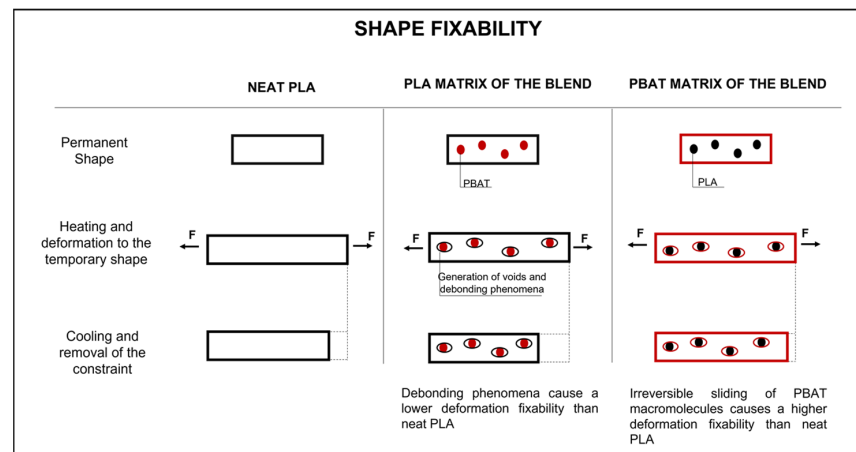 SHAPE FIXABILITY
NEAT PLA
PLA MATRIX OF THE BLEND
PBAT MATRIX OF THE BLEND
Permanent
Shape
PBAT
PLA
Heating and
deformation to the
temporary shape
F
F
F
F
F
F
Generation of voids and
debonding phenomena
Cooling and
removal of the
constraint
Debonding phenomena cause a
lower deformation fixability than
neat PLA
Irreversible sliding of PBAT
macromolecules causes a higher
deformation fixability than neat
PLA